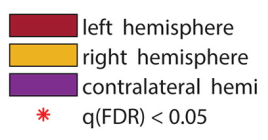 left hemisphere
right hemisphere
contralateral hemi
* q(FDR) < 0.05